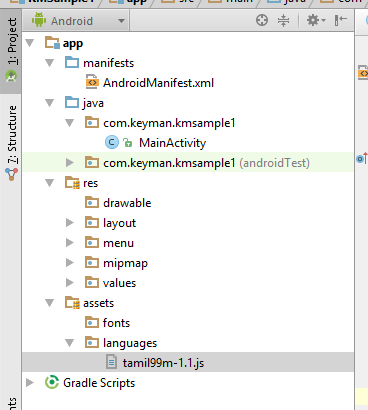 KMSample1 app src main java com
Android
app
manifests
AndroidManifest.xml
java
com.keyman.kmsample1
C MainActivity
com.keyman.kmsample1 (androidTest)
res
drawable
layout
menu
mipmap
values
assets
fonts
languages
tamil99m-1.1.js
Gradle Scripts
1: Project
7: Structure